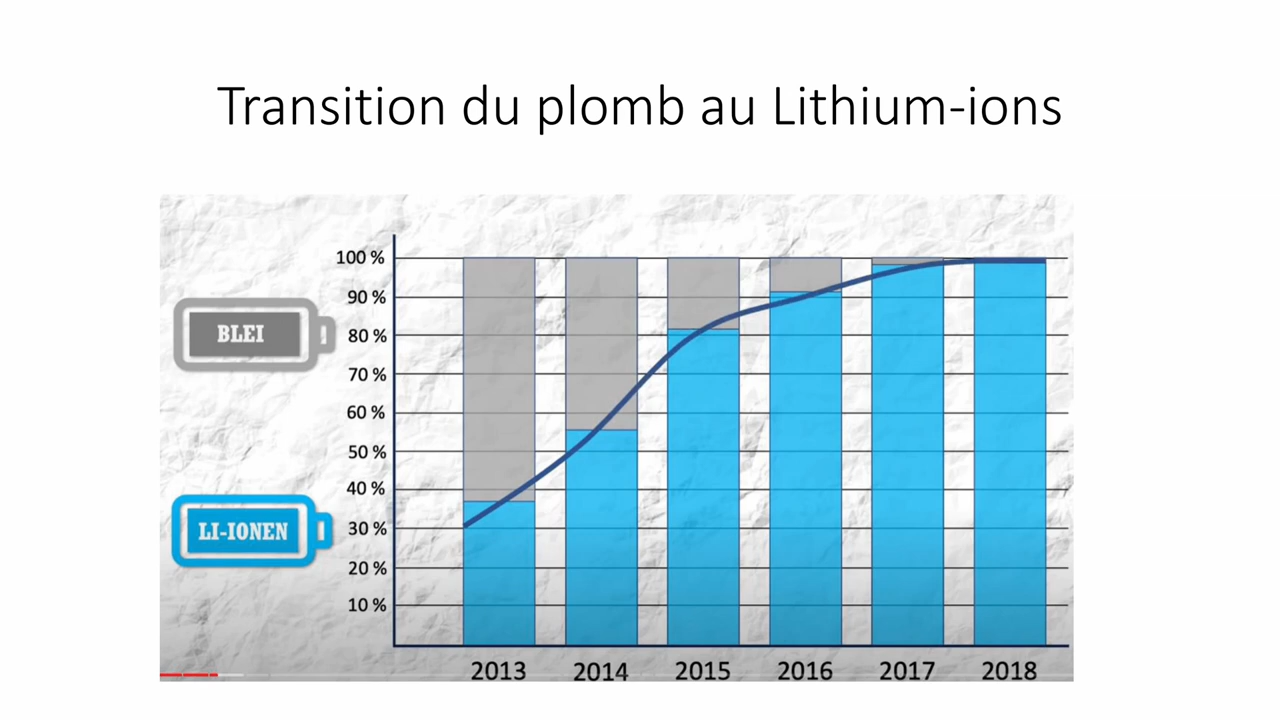 Transition du plomb au Lithium-ions
100 %
90 %
BLEI
80 %
70 %
60 %
50 %
40 %
LI-IONEN
30 %
20 %
10 %
2013 2014 2015 2016 2017 2018